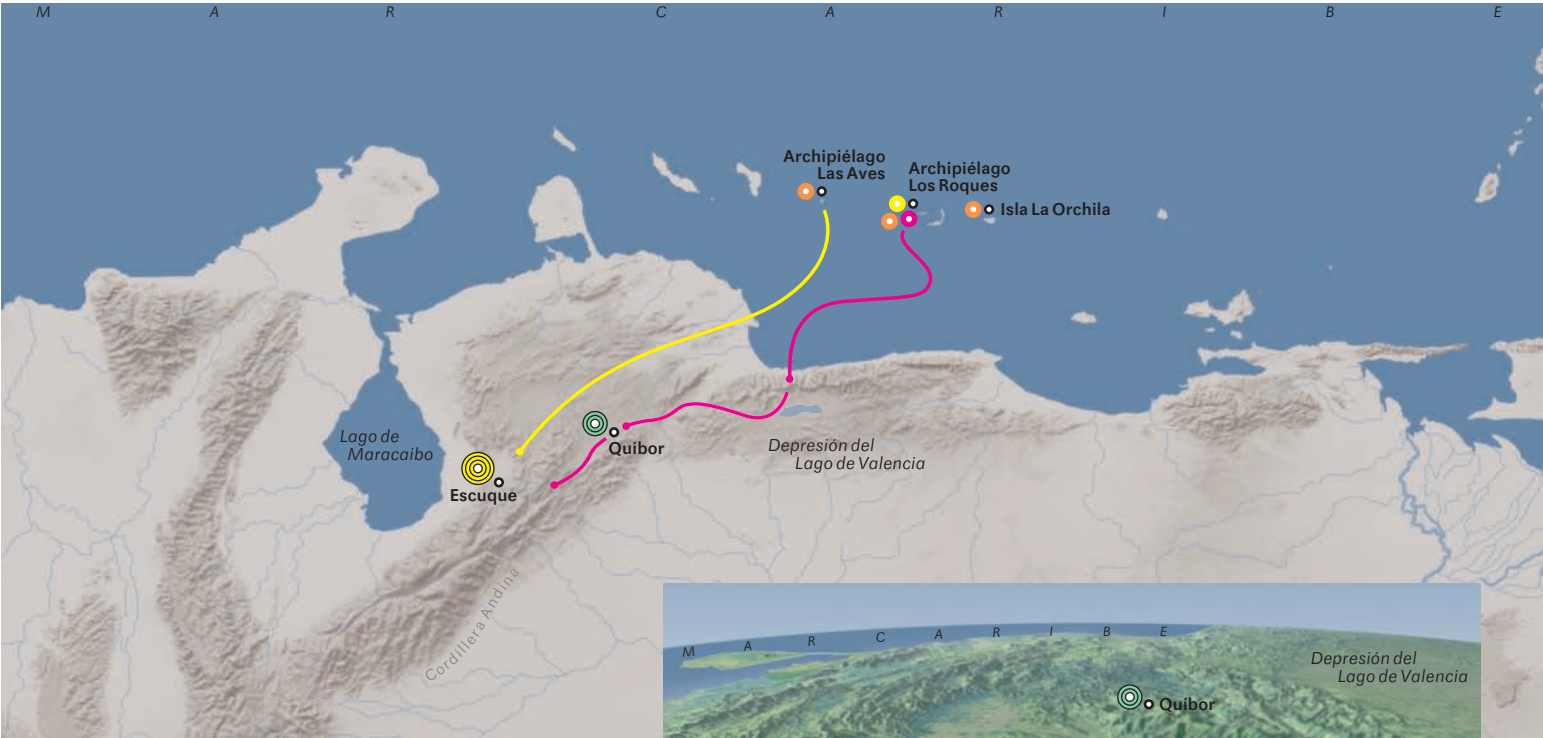 M A R C A R I B E
Archipiélago
Las Aves
Archipiélago
Los Roques
Isla La Orchila
Lago de
Maracaibo
Quíbor
Depresión del
Lago de Valencia
Escuque
Cordillera Andina
M A R C A R I B E
Depresión del
Lago de Valencia
Quíbor